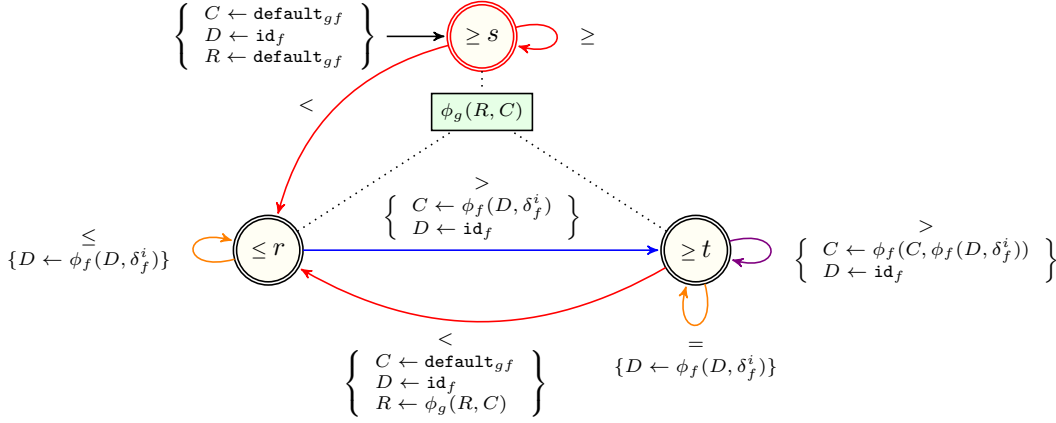 C ← default_gf
D ← id_f
R ← default_gf
≥ s
≥
<
ϕ_g(R, C)
>
C ← ϕ_f(D, δ_f^i)
D ← id_f
≤
{D ← ϕ_f(D, δ_f^i)}
≤ r
≥ t
>
C ← ϕ_f(C, ϕ_f(D, δ_f^i))
D ← id_f
<
C ← default_gf
D ← id_f
R ← ϕ_g(R, C)
=
{D ← ϕ_f(D, δ_f^i)}